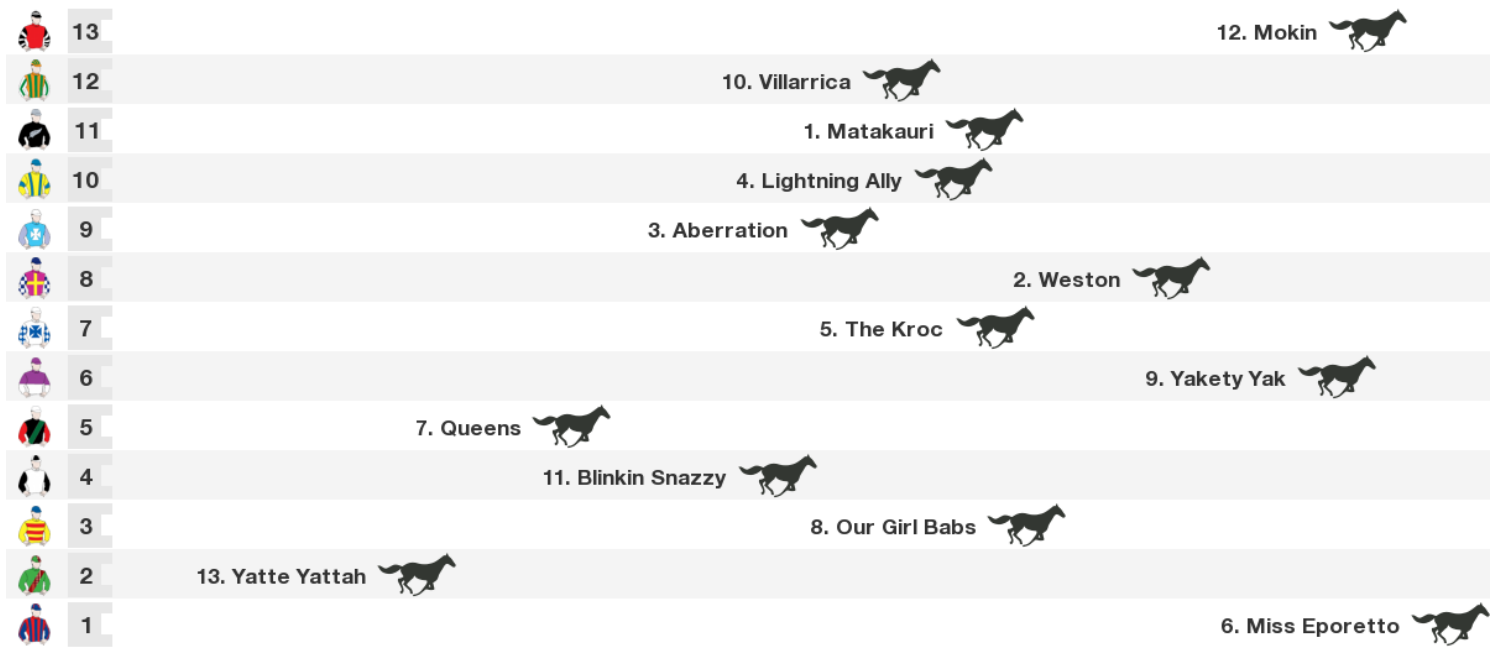 13 12. Mokin
12 10. Villarrica
11 1. Matakauri
10 4. Lightning Ally
9 3. Aberration
8 2. Weston
7 5. The Kroc
6 9. Yakety Yak
5 7. Queens
4 11. Blinkin Snazzy
3 8. Our Girl Babs
2 13. Yatte Yattah
1 6. Miss Eporetto